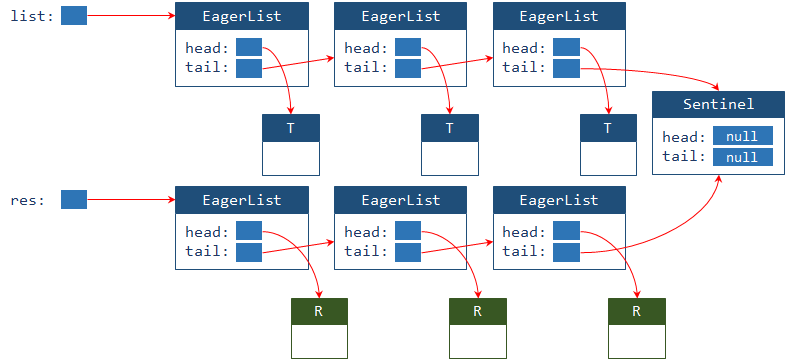 list:
EagerList EagerList EagerList
head: head: head:
tail: tail: tail:
Sentinel
T T T
head: null
tail: null
res:
EagerList EagerList EagerList
head: head: head:
tail: tail: tail:
R R R